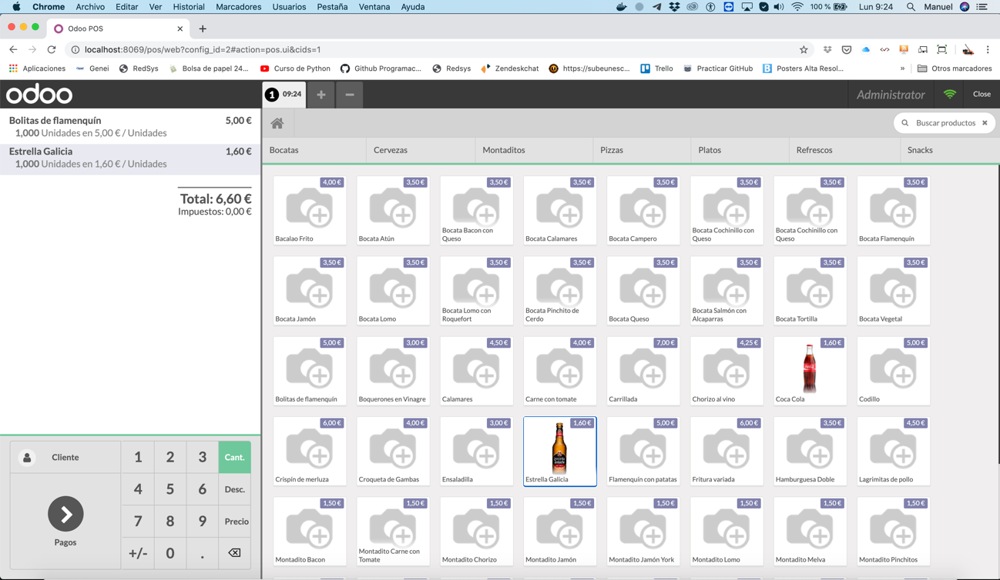 Chrome Archivo Editar Ver Historial Marcadores Usuarios Pestaña Ventana Ayuda 100 % Lun 9:24 Manuel
Odoo POS
localhost:8069/pos/web?config_id=2#action=pos.ui&cids=1
Aplicaciones Genei RedSys Bolsa de papel 24... Curso de Python Github Programac... Redsys Zendeskchat https://subeunesc... Trello Practicar GitHub Posters Alta Resol... » Otros marcadores
odoo 1 09:24 + − Administrator Close
Buscar productos
Bolitas de flamenquín 5,00 €
1,000 Unidades en 5,00 € / Unidades
Estrella Galicia 1,60 €
1,000 Unidades en 1,60 € / Unidades
Total: 6,60 €
Impuestos: 0,00 €
Cliente
Pagos
1 2 3 Cant.
4 5 6 Desc.
7 8 9 Precio
+/- 0 .
Bocatas Cervezas Montaditos Pizzas Platos Refrescos Snacks
4,00 € 3,50 € 3,50 € 3,50 € 3,50 € 3,50 € 3,50 € 3,50 €
Bacalao Frito Bocata Atún Bocata Bacon con Queso Bocata Calamares Bocata Campero Bocata Cochinillo con Queso Bocata Cochinillo con Queso Bocata Flamenquín
3,50 € 3,50 € 3,50 € 3,50 € 3,50 € 3,50 € 3,50 € 3,50 €
Bocata Jamón Bocata Lomo Bocata Lomo con Roquefort Bocata Pinchito de Cerdo Bocata Queso Bocata Salmón con Alcaparras Bocata Tortilla Bocata Vegetal
5,00 € 3,00 € 4,50 € 4,00 € 7,00 € 4,25 € 1,60 € 5,00 €
Bolitas de flamenquín Boquerones en Vinagre Calamares Carne con tomate Carrillada Chorizo al vino Coca Cola Codillo
6,00 € 4,00 € 3,00 € 1,60 € 5,00 € 6,00 € 3,50 € 4,50 €
Crispín de merluza Croqueta de Gambas Ensaladilla Estrella Galicia Flamenquín con patatas Fritura variada Hamburguesa Doble Lagrimitas de pollo
1,50 € 1,50 € 1,50 € 1,50 € 1,50 € 1,50 € 1,50 € 1,50 €
Montadito Bacon Montadito Carne con Tomate Montadito Chorizo Montadito Jamón Montadito Jamón York Montadito Lomo Montadito Melva Montadito Pinchitos